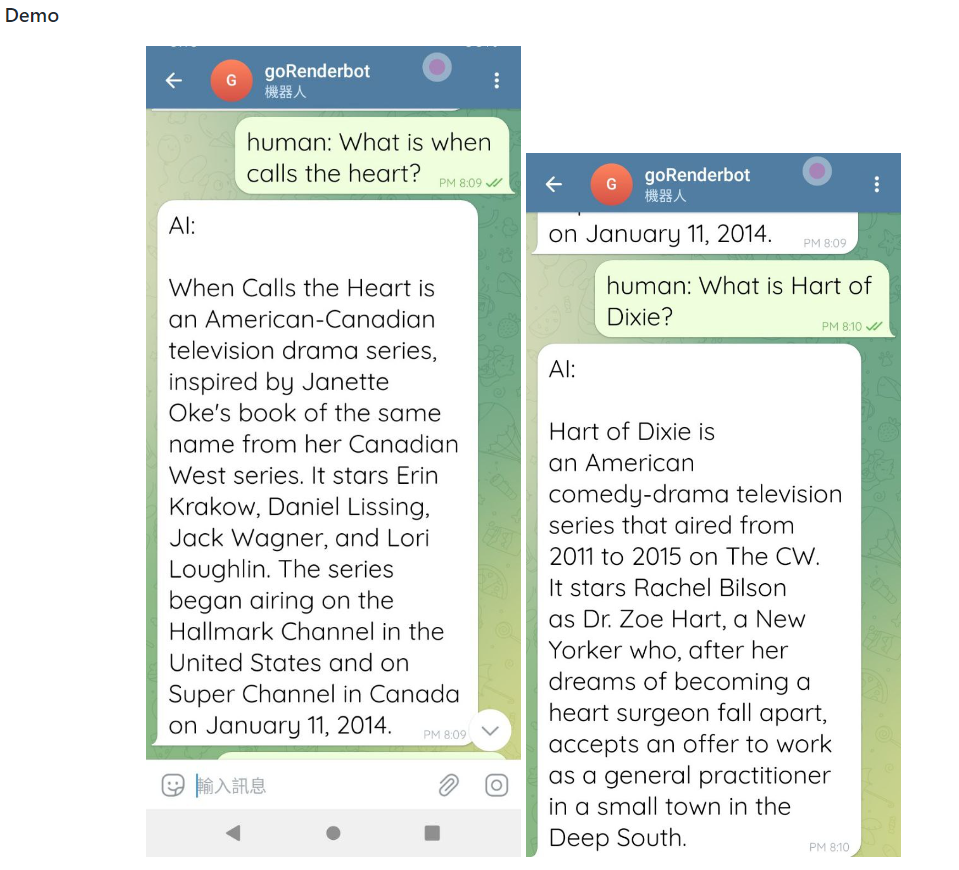 Demo
G
goRenderbot
機器人
human: What is when
calls the heart?
PM 8:09
AI:
When Calls the Heart is
an American-Canadian
television drama series,
inspired by Janette
Oke's book of the same
name from her Canadian
West series. It stars Erin
Krakow, Daniel Lissing,
Jack Wagner, and Lori
Loughlin. The series
began airing on the
Hallmark Channel in the
United States and on
Super Channel in Canada
on January 11, 2014.
PM 8:09
輸入訊息
G
goRenderbot
機器人
on January 11, 2014.
PM 8:09
human: What is Hart of
Dixie?
PM 8:10
AI:
Hart of Dixie is
an American
comedy-drama television
series that aired from
2011 to 2015 on The CW.
It stars Rachel Bilson
as Dr. Zoe Hart, a New
Yorker who, after her
dreams of becoming a
heart surgeon fall apart,
accepts an offer to work
as a general practitioner
in a small town in the
Deep South.
PM 8:10